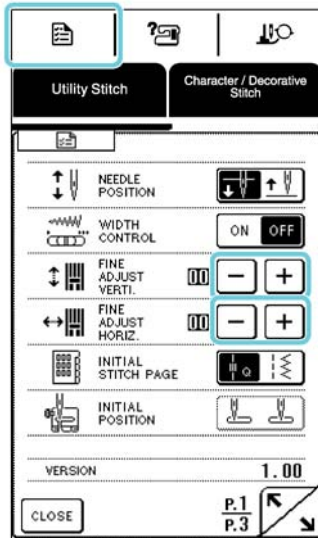 Utility Stitch
Character / Decorative
Stitch
NEEDLE
POSITION
WIDTH
CONTROL
ON OFF
FINE
ADJUST
VERTI.
00 − +
FINE
ADJUST
HORIZ.
00 − +
INITIAL
STITCH PAGE
Q
INITIAL
POSITION
VERSION 1.00
CLOSE
P.1
P.3